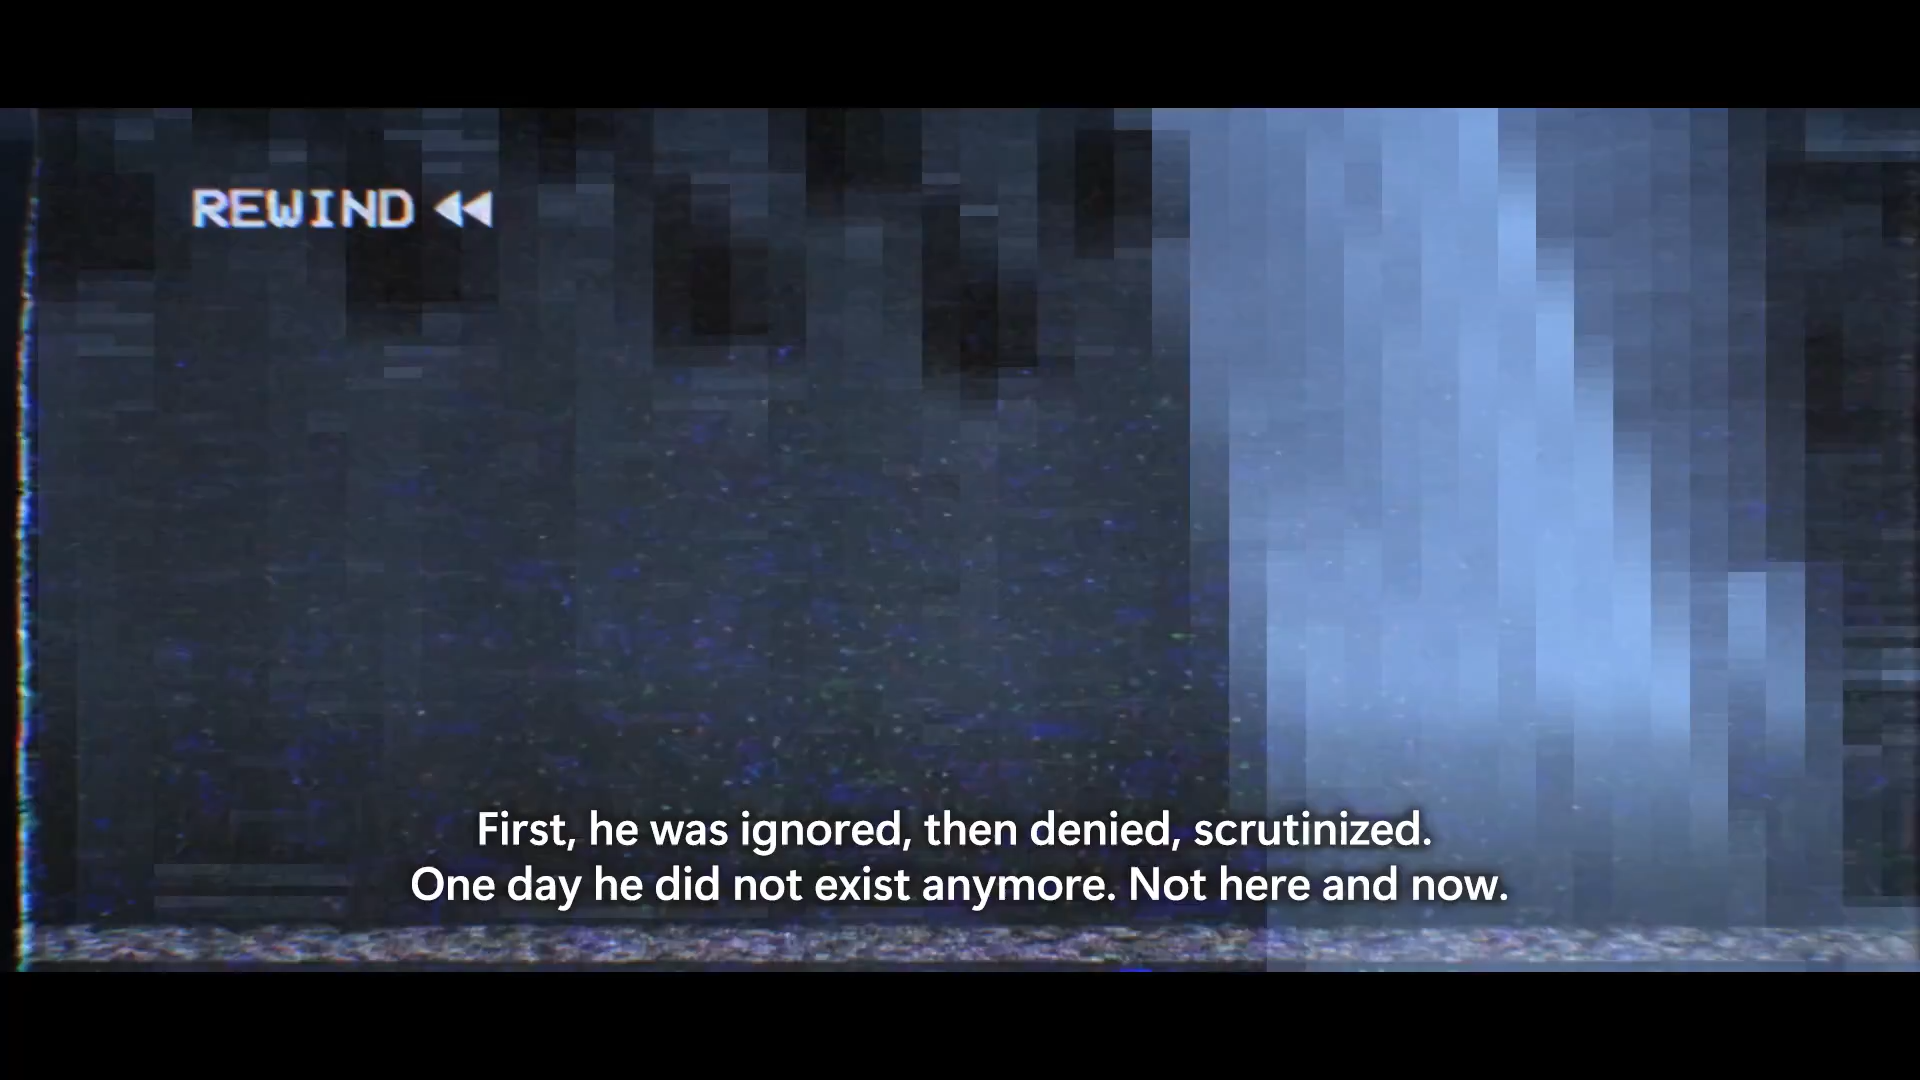 REWIND ◀◀
First, he was ignored, then denied, scrutinized.
One day he did not exist anymore. Not here and now.